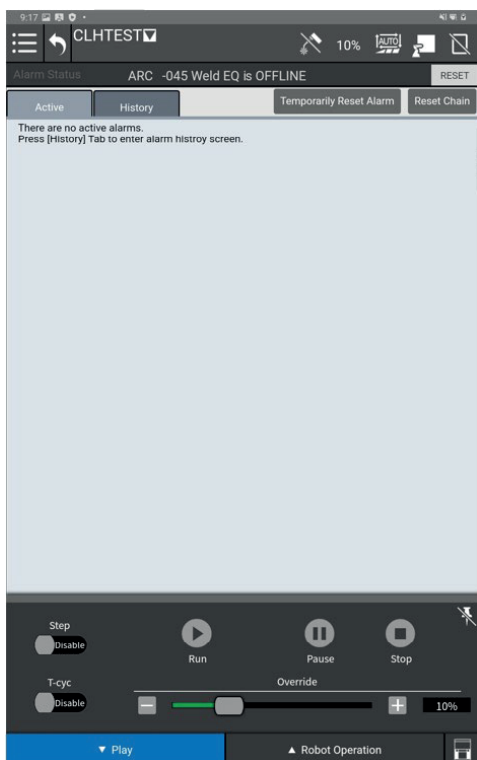 9:17
CLHTEST
10%
AUTO
Alarm Status ARC -045 Weld EQ is OFFLINE RESET
Active History Temporarily Reset Alarm Reset Chain
There are no active alarms.
Press [History] Tab to enter alarm histroy screen.
Step
Disable
Run Pause Stop
T-cyc Override
Disable 10%
▼ Play ▲ Robot Operation